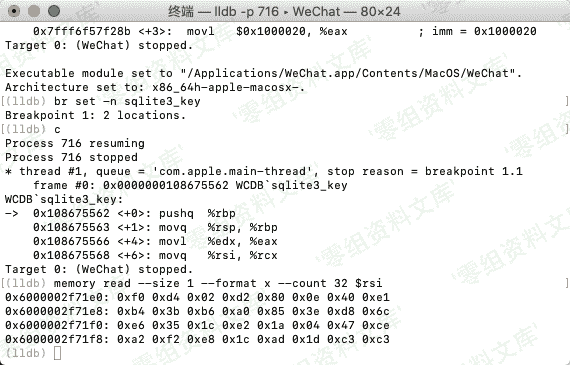 终端 — lldb -p 716 ▸ WeChat — 80×24
0x7fff6f57f28b <+3>: movl $0x1000020, %eax ; imm = 0x1000020
Target 0: (WeChat) stopped.
Executable module set to "/Applications/WeChat.app/Contents/MacOS/WeChat".
Architecture set to: x86_64h-apple-macosx-.
[(lldb) br set -n sqlite3_key ]
Breakpoint 1: 2 locations.
[(lldb) c ]
Process 716 resuming
Process 716 stopped
* thread #1, queue = 'com.apple.main-thread', stop reason = breakpoint 1.1
frame #0: 0x0000000108675562 WCDB`sqlite3_key
WCDB`sqlite3_key:
-> 0x108675562 <+0>: pushq %rbp
0x108675563 <+1>: movq %rsp, %rbp
0x108675566 <+4>: movl %edx, %eax
0x108675568 <+6>: movq %rsi, %rcx
Target 0: (WeChat) stopped.
[(lldb) memory read --size 1 --format x --count 32 $rsi ]
0x6000002f71e0: 0xf0 0xd4 0x02 0xd2 0x80 0x0e 0x40 0xe1
0x6000002f71e8: 0xb4 0x3b 0xb6 0xa0 0x85 0x3e 0xd8 0x6c
0x6000002f71f0: 0xe6 0x35 0x1c 0xe2 0x1a 0x04 0x47 0xce
0x6000002f71f8: 0xa2 0xf2 0xe8 0x1c 0xad 0x1d 0xc3 0xc3
(lldb)
'零组资料文库'